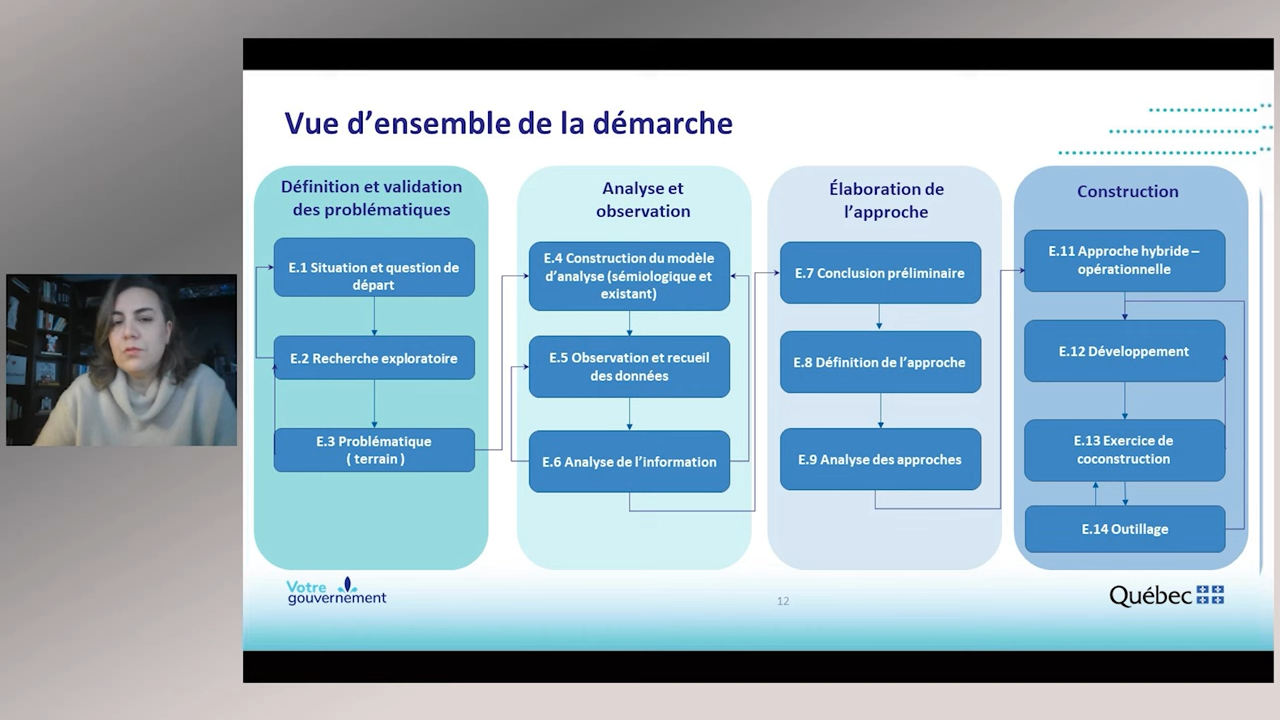 Vue d’ensemble de la démarche
Définition et validation
des problématiques
E.1 Situation et question de
départ
E.2 Recherche exploratoire
E.3 Problématique
( terrain )
Analyse et
observation
E.4 Construction du modèle
d’analyse (sémiologique et
existant)
E.5 Observation et recueil
des données
E.6 Analyse de l’information
Élaboration de
l’approche
E.7 Conclusion préliminaire
E.8 Définition de l’approche
E.9 Analyse des approches
Construction
E.11 Approche hybride –
opérationnelle
E.12 Développement
E.13 Exercice de
coconstruction
E.14 Outillage
Votre
gouvernement
12
Québec